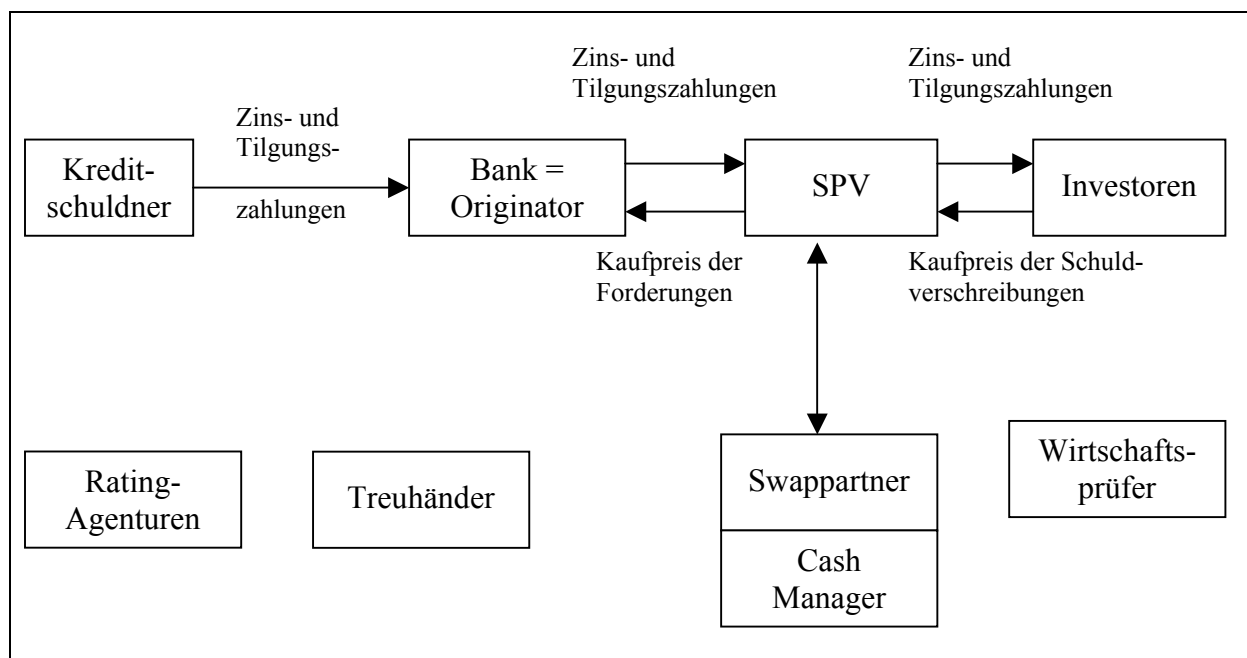 Zins- und
Tilgungszahlungen
Zins- und
Tilgungszahlungen
Zins- und
Tilgungs-
zahlungen
Kredit-
schuldner
Bank =
Originator
SPV
Investoren
Kaufpreis der
Forderungen
Kaufpreis der Schuld-
verschreibungen
Rating-
Agenturen
Treuhänder
Swappartner
Cash
Manager
Wirtschafts-
prüfer